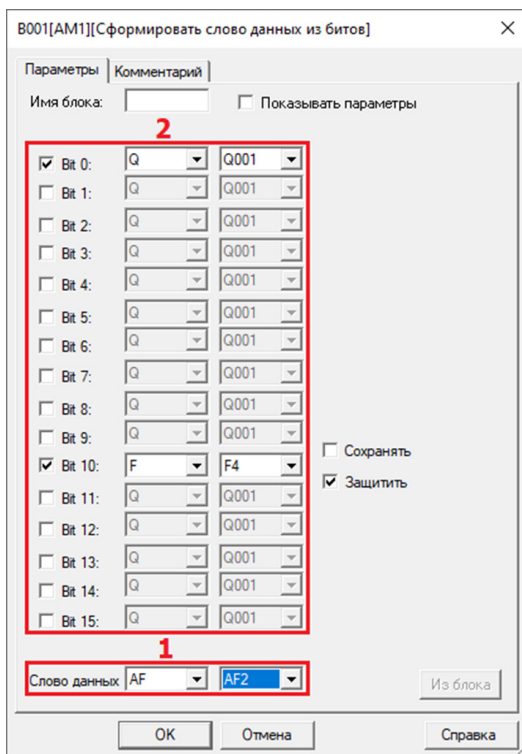 B001[AM1][Сформировать слово данных из битов]
Параметры Комментарий
Имя блока: Показывать параметры
2
Bit 0: Q Q001
Bit 1: Q Q001
Bit 2: Q Q001
Bit 3: Q Q001
Bit 4: Q Q001
Bit 5: Q Q001
Bit 6: Q Q001
Bit 7: Q Q001
Bit 8: Q Q001
Bit 9: Q Q001
Сохранять
Bit 10: F F4
Защитить
Bit 11: Q Q001
Bit 12: Q Q001
Bit 13: Q Q001
Bit 14: Q Q001
Bit 15: Q Q001
1
Слово данных AF AF2 Из блока
OK Отмена Справка